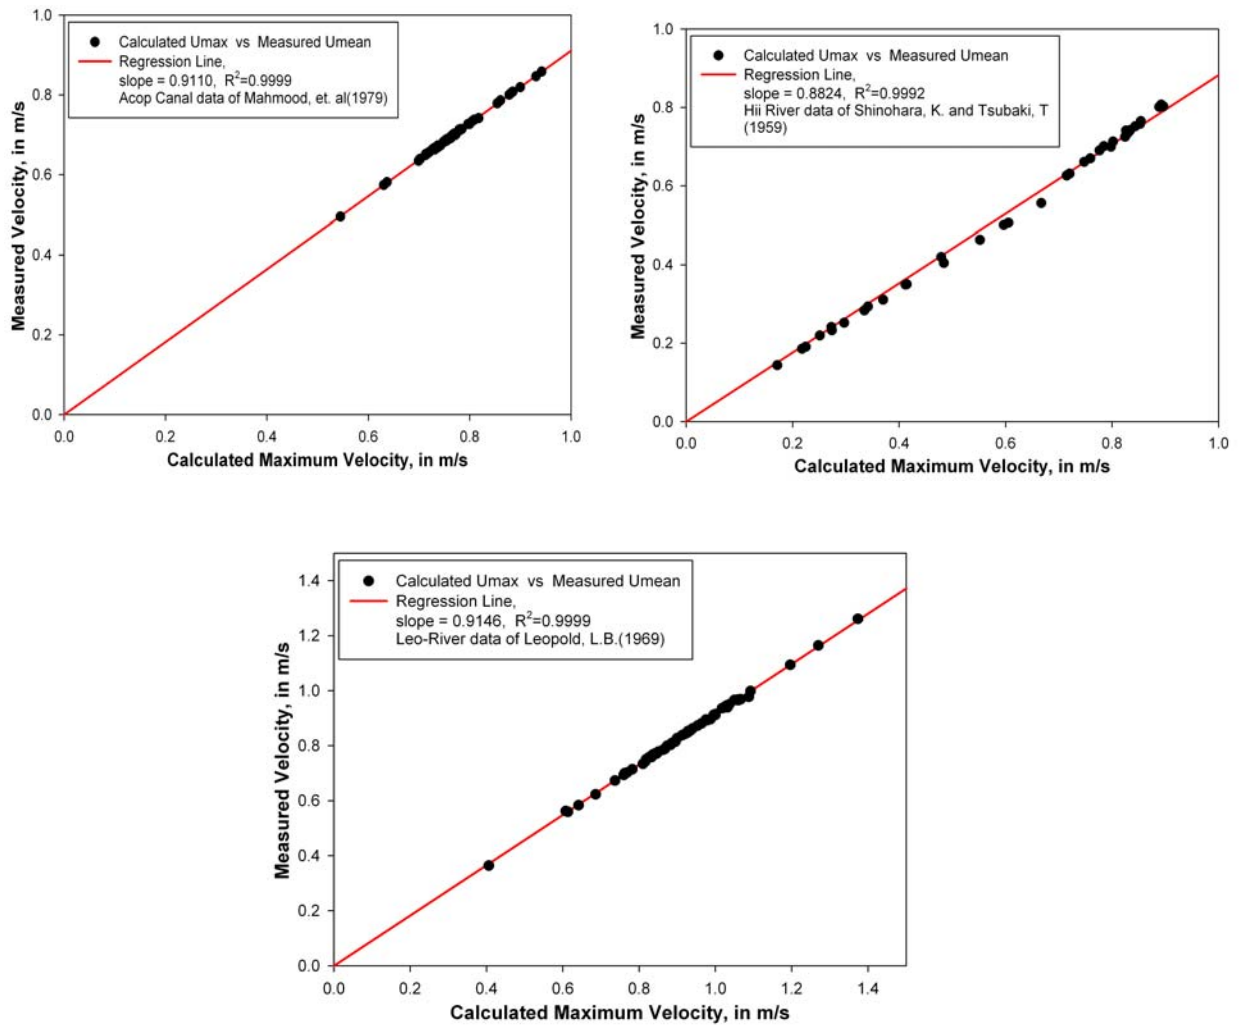 Calculated Umax vs Measured Umean
Regression Line,
slope = 0.9110, R²=0.9999
Acop Canal data of Mahmood, et. al(1979)
1.0
0.8
0.6
0.4
0.2
0.0
Measured Velocity, in m/s
0.0 0.2 0.4 0.6 0.8 1.0
Calculated Maximum Velocity, in m/s
Calculated Umax vs Measured Umean
Regression Line,
slope = 0.8824, R²=0.9992
Hii River data of Shinohara, K. and Tsubaki, T
(1959)
1.0
0.8
0.6
0.4
0.2
0.0
Measured Velocity, in m/s
0.0 0.2 0.4 0.6 0.8 1.0
Calculated Maximum Velocity, in m/s
Calculated Umax vs Measured Umean
Regression Line,
slope = 0.9146, R²=0.9999
Leo-River data of Leopold, L.B.(1969)
1.4
1.2
1.0
0.8
0.6
0.4
0.2
0.0
Measured Velocity, in m/s
0.0 0.2 0.4 0.6 0.8 1.0 1.2 1.4
Calculated Maximum Velocity, in m/s